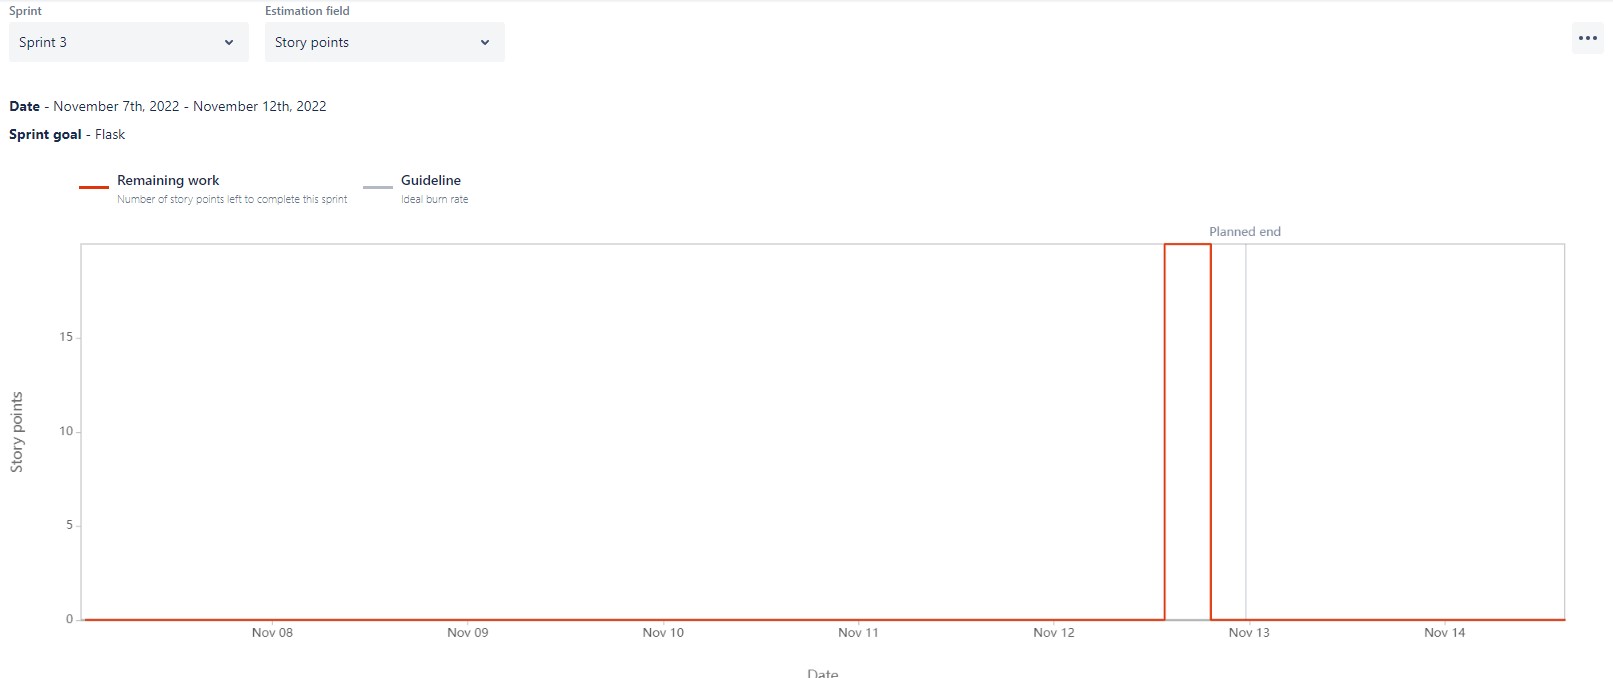 Sprint Estimation field
Sprint 3 Story points
Date - November 7th, 2022 - November 12th, 2022
Sprint goal - Flask
Remaining work Guideline
Number of story points left to complete this sprint Ideal burn rate
Planned end
15
10
5
0
Story points
Nov 08 Nov 09 Nov 10 Nov 11 Nov 12 Nov 13 Nov 14
Date